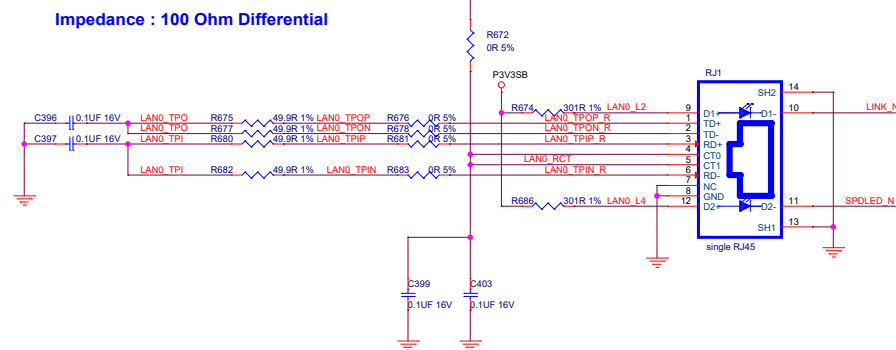 Impedance : 100 Ohm Differential
R672
0R 5%
P3V3SB
RJ1
SH2 14
R674 301R 1% LAN0_L2 9 D1+ D1- 10 LINK_N
C396 0.1UF 16V LAN0_TPO R675 49.9R 1% LAN0_TPOP R676 0R 5% LAN0_TPOP_R 1 TD+
LAN0_TPO R677 49.9R 1% LAN0_TPON R678 0R 5% LAN0_TPON_R 2 TD-
C397 0.1UF 16V LAN0_TPI R680 49.9R 1% LAN0_TPIP R681 0R 5% LAN0_TPIP_R 3 RD+
4 CT0
LAN0_RCT 5 CT1
LAN0_TPI R682 49.9R 1% LAN0_TPIN R683 0R 5% LAN0_TPIN_R 6 RD-
7 NC
8 GND
R686 301R 1% LAN0_L4 12 D2+ D2- 11 SPDLED_N
SH1 13
single RJ45
C399 C403
0.1UF 16V 0.1UF 16V